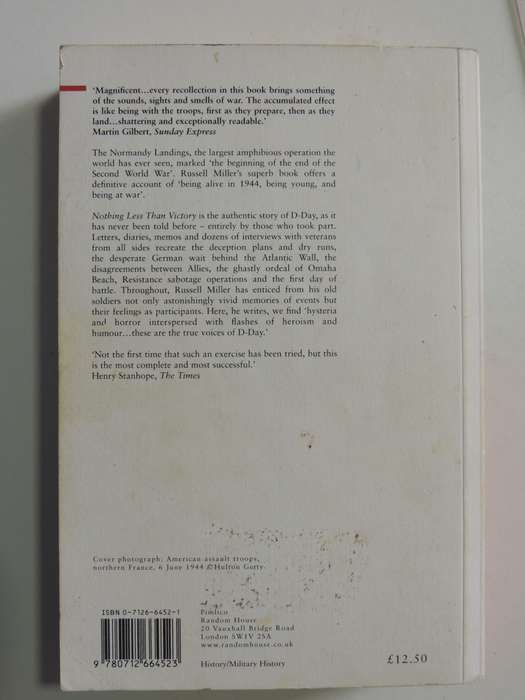 ‘Magnificent...every recollection in this book brings something
of the sounds, sights and smells of war. The accumulated effect
is like being with the troops, first as they prepare, then as they
land...shattering and exceptionally readable.’
Martin Gilbert, Sunday Express
The Normandy Landings, the largest amphibious operation the
world has ever seen, marked ‘the beginning of the end of the
Second World War’. Russell Miller’s superb book offers a
definitive account of ‘being alive in 1944, being young, and
being at war’.
Nothing Less Than Victory is the authentic story of D-Day, as it
has never been told before – entirely by those who took part.
Letters, diaries, memos and dozens of interviews with veterans
from all sides recreate the deception plans and dry runs,
the desperate German wait behind the Atlantic Wall, the
disagreements between Allies, the ghastly ordeal of Omaha
Beach, Resistance sabotage operations and the first day of
battle. Throughout, Russell Miller has enticed from his old
soldiers not only astonishingly vivid memories of events but
their feelings as participants. Here, he writes, we find ‘hysteria
and horror interspersed with flashes of heroism and
humour...these are the true voices of D-Day.’
‘Not the first time that such an exercise has been tried, but this
is the most complete and most successful.’
Henry Stanhope, The Times
Cover photograph: American assault troops,
northern France, 6 June 1944 ©Hulton Getty
ISBN 0-7126-6452-1
9 780712 664523
Pimlico
Random House
20 Vauxhall Bridge Road
London SW1V 2SA
www.randomhouse.co.uk
History/Military History
£12.50